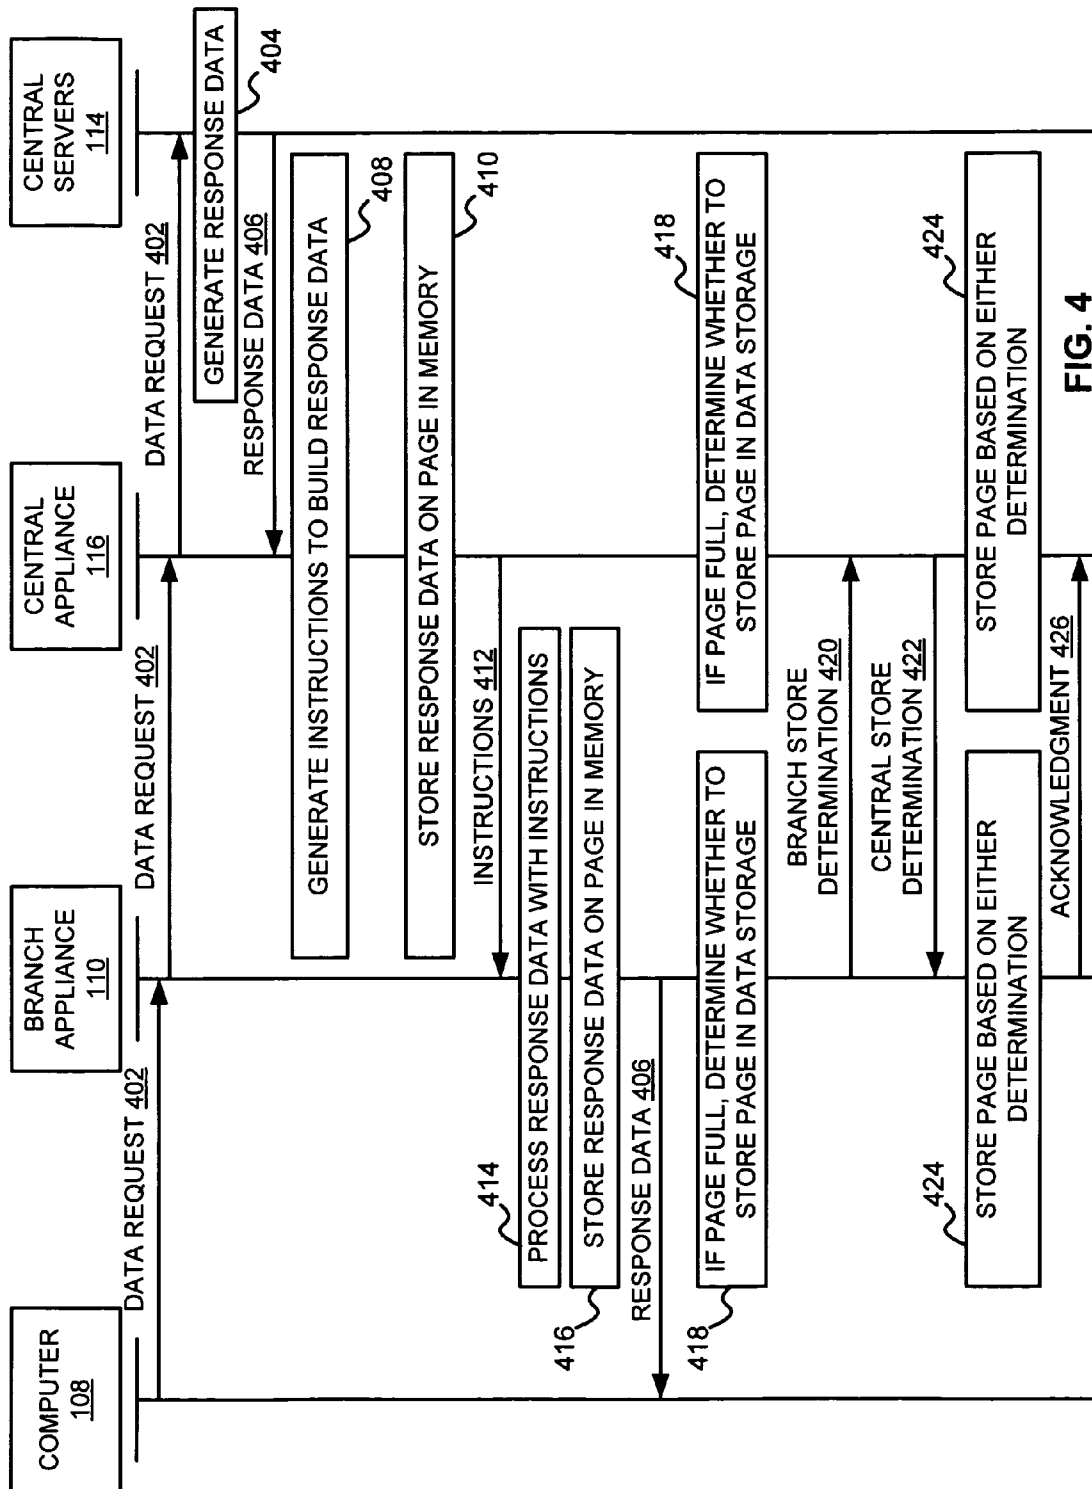 COMPUTER
108
BRANCH
APPLIANCE
110
CENTRAL
APPLIANCE
116
CENTRAL
SERVERS
114
DATA REQUEST 402
DATA REQUEST 402
DATA REQUEST 402
GENERATE RESPONSE DATA
404
RESPONSE DATA 406
GENERATE INSTRUCTIONS TO BUILD RESPONSE DATA
408
STORE RESPONSE DATA ON PAGE IN MEMORY
410
INSTRUCTIONS 412
414
PROCESS RESPONSE DATA WITH INSTRUCTIONS
416
STORE RESPONSE DATA ON PAGE IN MEMORY
RESPONSE DATA 406
418
IF PAGE FULL, DETERMINE WHETHER TO
STORE PAGE IN DATA STORAGE
IF PAGE FULL, DETERMINE WHETHER TO
STORE PAGE IN DATA STORAGE
418
BRANCH STORE
DETERMINATION 420
CENTRAL STORE
DETERMINATION 422
424
STORE PAGE BASED ON EITHER
DETERMINATION
STORE PAGE BASED ON EITHER
DETERMINATION
424
ACKNOWLEDGMENT 426
FIG. 4